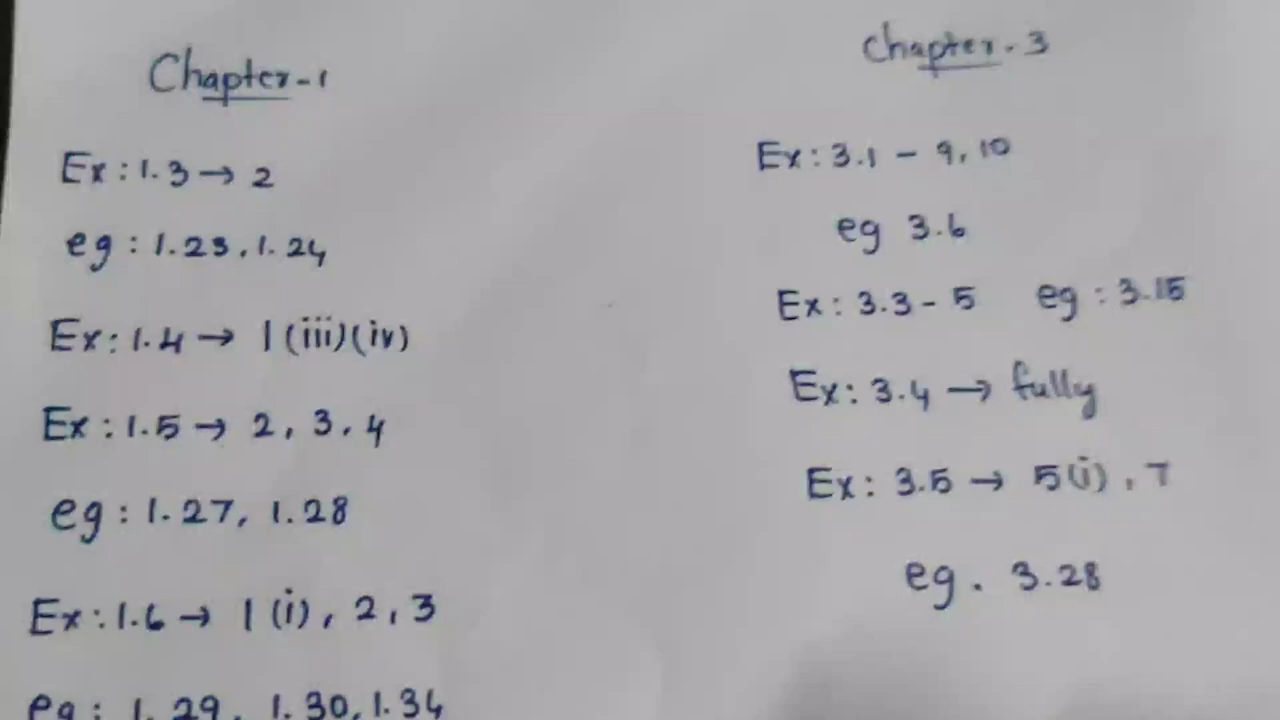 Chapter-1
Ex: 1.3 → 2
eg: 1.23, 1.24
Ex: 1.4 → 1 (iii)(iv)
Ex: 1.5 → 2, 3, 4
eg: 1.27, 1.28
Ex: 1.6 → 1 (i), 2, 3
eg: 1.29, 1.30, 1.34
Chapter-3
Ex: 3.1 - 9, 10
eg 3.6
Ex: 3.3 - 5 eg: 3.15
Ex: 3.4 → fully
Ex: 3.5 → 5(i), 7
eg. 3.28